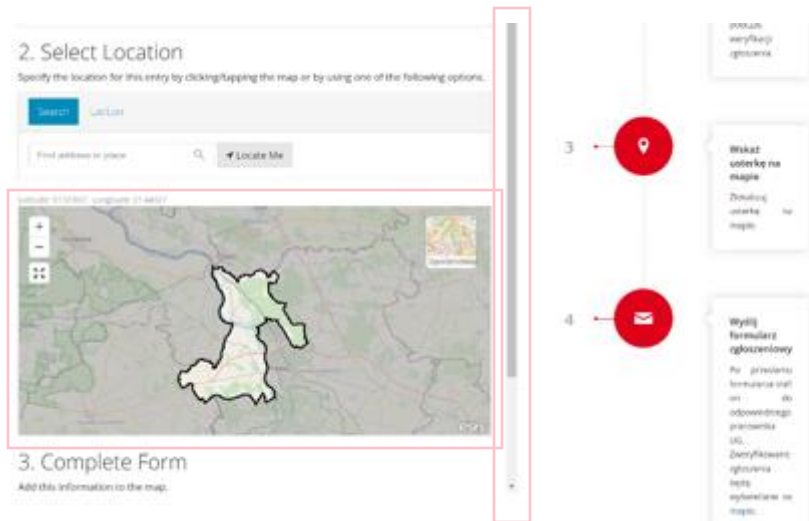 2. Select Location
Specify the location for this entry by clicking/tapping the map or by using one of the following options.
Search
Lat/Lon
Find address or place
Locate Me
+
−
3. Complete Form
Add this information to the map.
weryfikacji
zgłoszenia
3
Wskaż
usterkę na
mapie
Zlokalizuj
usterkę na
mapie.
4
Wyślij
formularz
zgłoszeniowy
Po przesłaniu
formularza trafi
on do
odpowiedniego
pracownika
UG.
Zweryfikowane
zgłoszenia
będą
wyświetlane na
mapie.